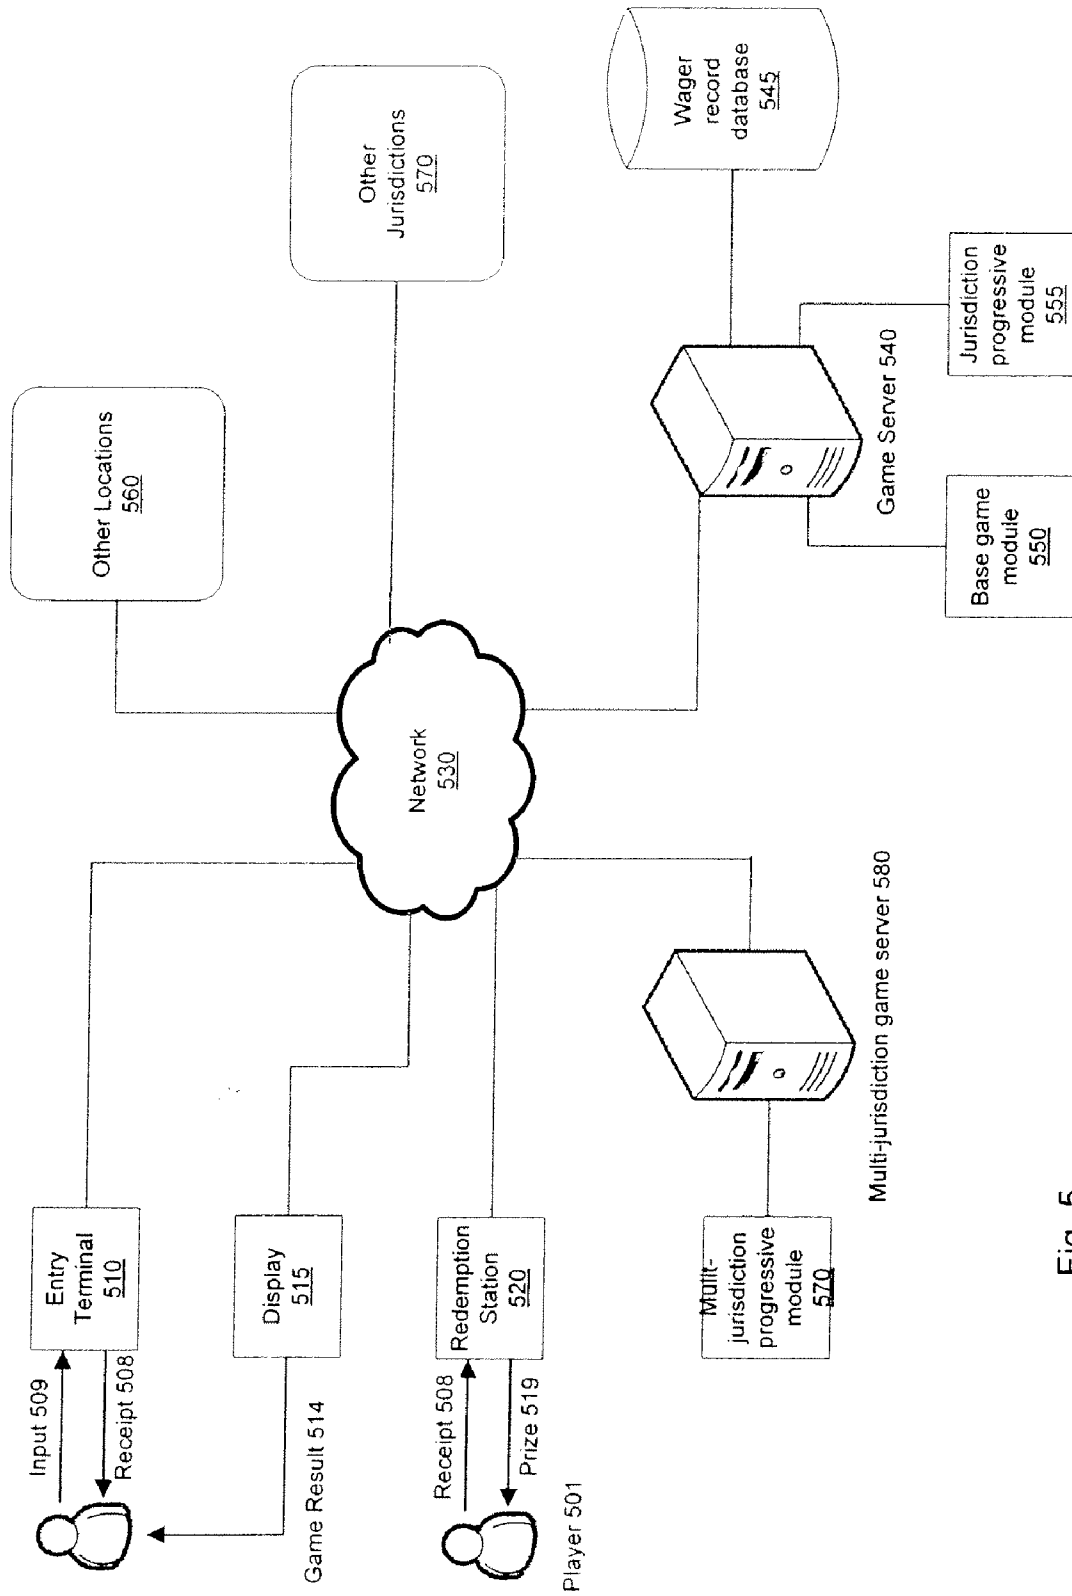 Input 509
Receipt 508
Entry
Terminal
510
Game Result 514
Display
515
Receipt 508
Prize 519
Player 501
Redemption
Station
520
Network
530
Other Locations
560
Other
Jurisdictions
570
Mullt-
jurisdiction
progressive
module
570
Multi-jurisdiction game server 580
Game Server 540
Wager
record
database
545
Base game
module
550
Jurisdiction
progressive
module
555
Fig. 5